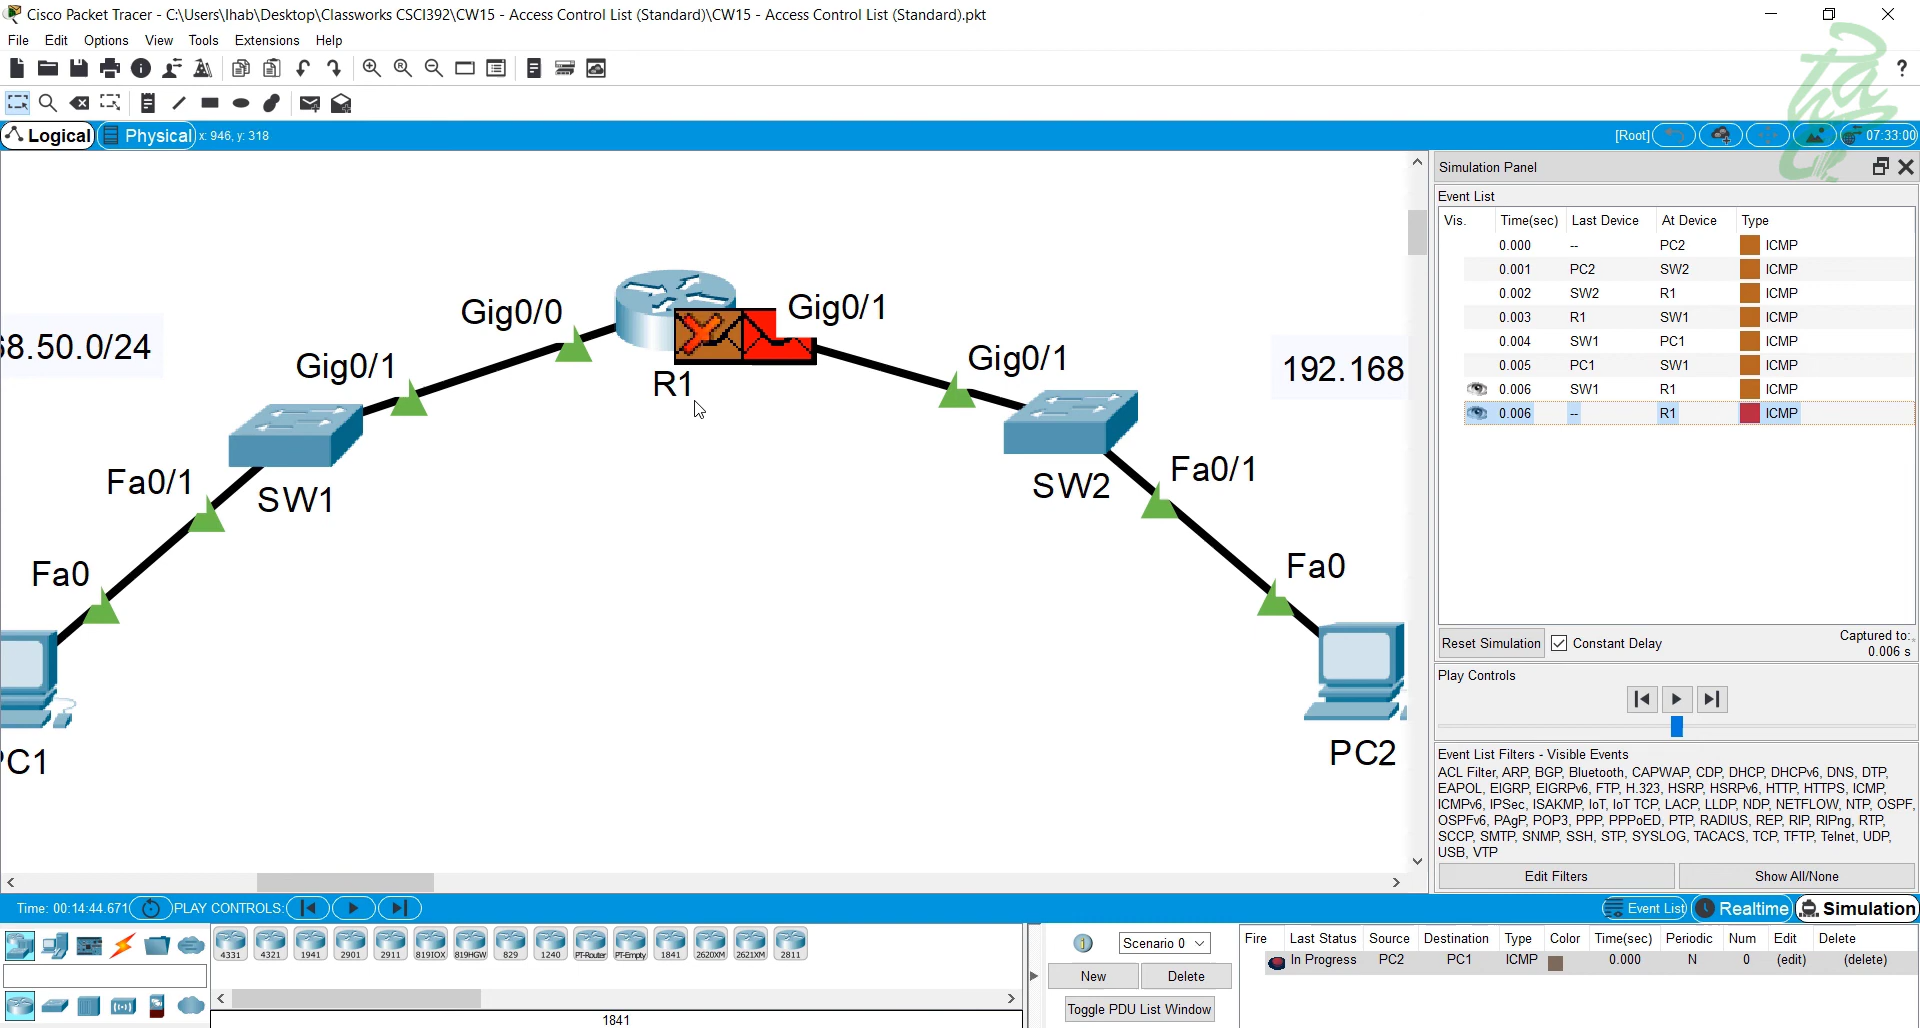 Cisco Packet Tracer - C:\Users\Ihab\Desktop\Classworks CSCI392\CW15 - Access Control List (Standard)\CW15 - Access Control List (Standard).pkt
File Edit Options View Tools Extensions Help
?
Logical Physical x: 946, y: 318 [Root] 07:33:00
Simulation Panel
Event List
Vis. Time(sec) Last Device At Device Type
0.000 -- PC2 ICMP
0.001 PC2 SW2 ICMP
0.002 SW2 R1 ICMP
0.003 R1 SW1 ICMP
0.004 SW1 PC1 ICMP
0.005 PC1 SW1 ICMP
0.006 SW1 R1 ICMP
0.006 -- R1 ICMP
Reset Simulation Constant Delay Captured to:
0.006 s
Play Controls
Event List Filters - Visible Events
ACL Filter, ARP, BGP, Bluetooth, CAPWAP, CDP, DHCP, DHCPv6, DNS, DTP,
EAPOL, EIGRP, EIGRPv6, FTP, H.323, HSRP, HSRPv6, HTTP, HTTPS, ICMP,
ICMPv6, IPSec, ISAKMP, IoT, IoT TCP, LACP, LLDP, NDP, NETFLOW, NTP, OSPF,
OSPFv6, PAgP, POP3, PPP, PPPoED, PTP, RADIUS, REP, RIP, RIPng, RTP,
SCCP, SMTP, SNMP, SSH, STP, SYSLOG, TACACS, TCP, TFTP, Telnet, UDP,
USB, VTP
Edit Filters Show All/None
Gig0/0
Gig0/1
R1
8.50.0/24
192.168
Gig0/1
Gig0/1
SW1
SW2
Fa0/1
Fa0/1
Fa0
Fa0
PC1
PC2
Time: 00:14:44.671 PLAY CONTROLS: Event List Realtime Simulation
4331 4321 1941 2901 2911 819IOX 819HGW 829 1240 PT-Router PT-Empty 1841 2620XM 2621XM 2811
1841
Scenario 0
New Delete
Toggle PDU List Window
Fire Last Status Source Destination Type Color Time(sec) Periodic Num Edit Delete
In Progress PC2 PC1 ICMP 0.000 N 0 (edit) (delete)